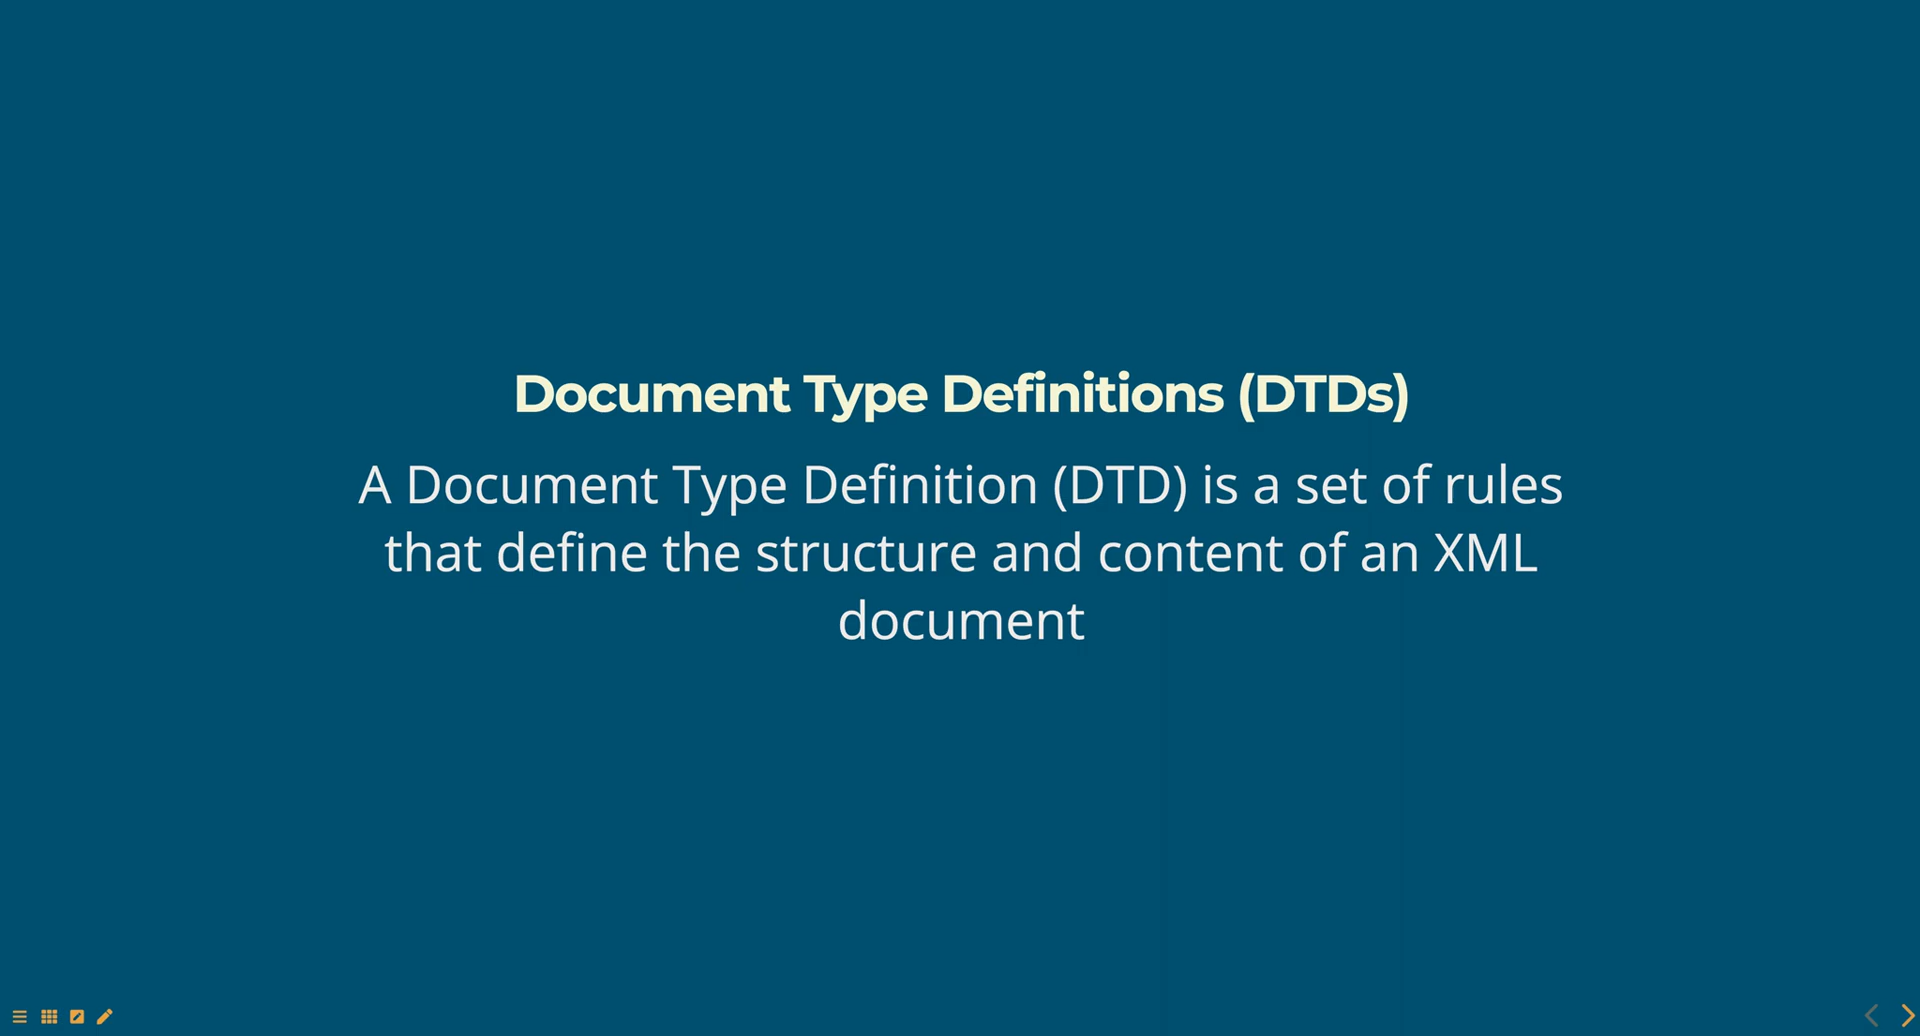 Document Type Definitions (DTDs)
A Document Type Definition (DTD) is a set of rules
that define the structure and content of an XML
document